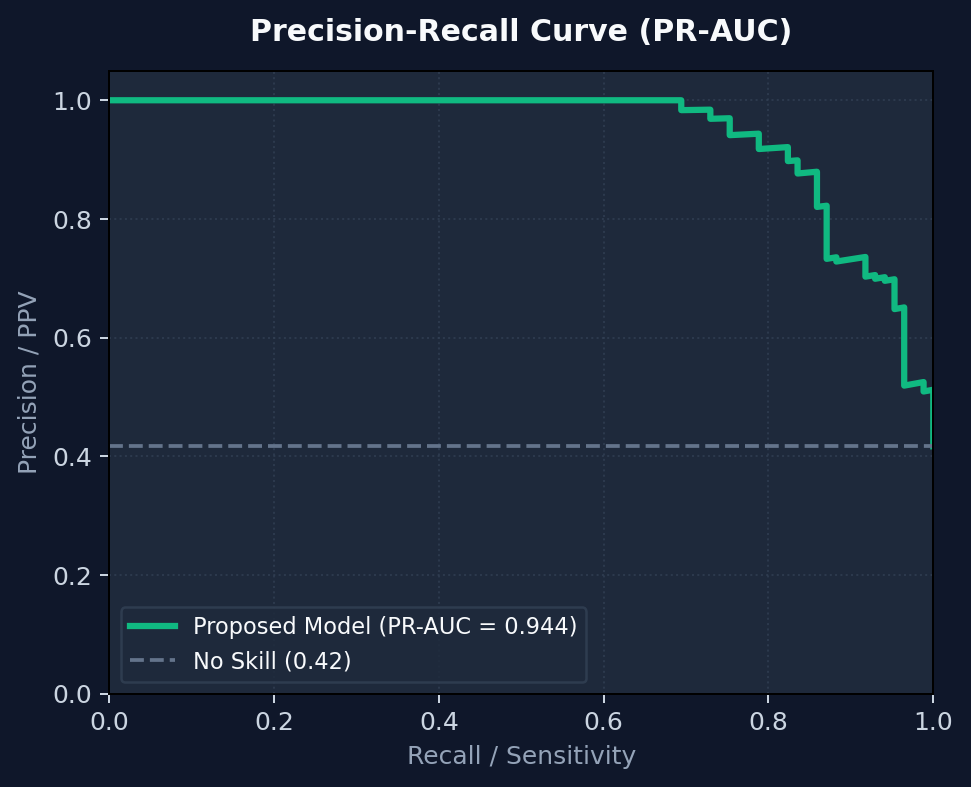 Precision-Recall Curve (PR-AUC)
1.0
0.8
0.6
0.4
0.2
0.0
Precision / PPV
Proposed Model (PR-AUC = 0.944)
No Skill (0.42)
0.0 0.2 0.4 0.6 0.8 1.0
Recall / Sensitivity